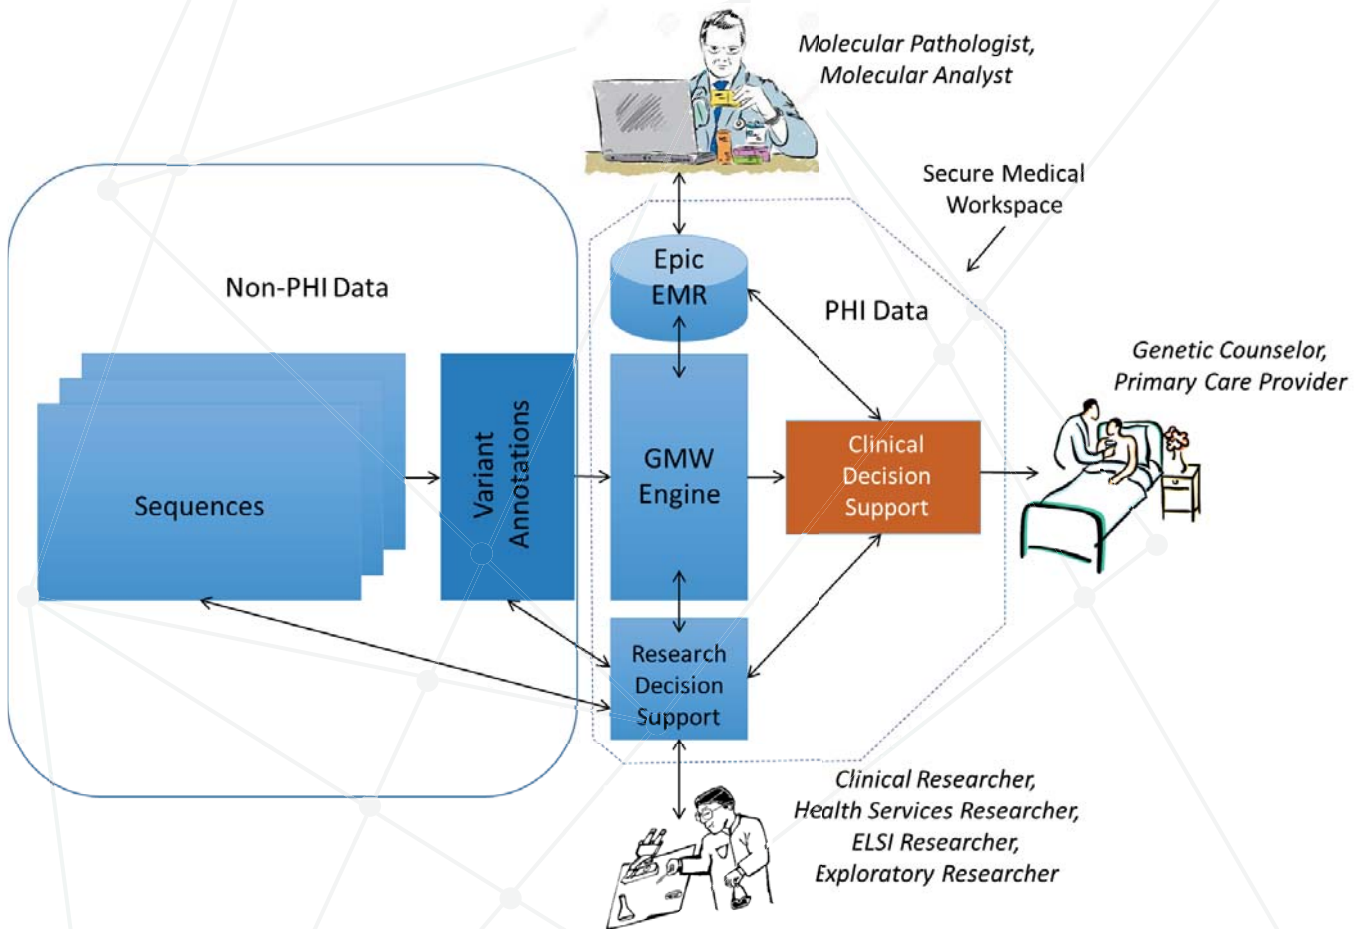 Molecular Pathologist,
Molecular Analyst
Secure Medical
Workspace
Non-PHI Data
Epic
EMR
PHI Data
Genetic Counselor,
Primary Care Provider
Sequences
Variant
Annotations
GMW
Engine
Clinical
Decision
Support
Research
Decision
Support
Clinical Researcher,
Health Services Researcher,
ELSI Researcher,
Exploratory Researcher